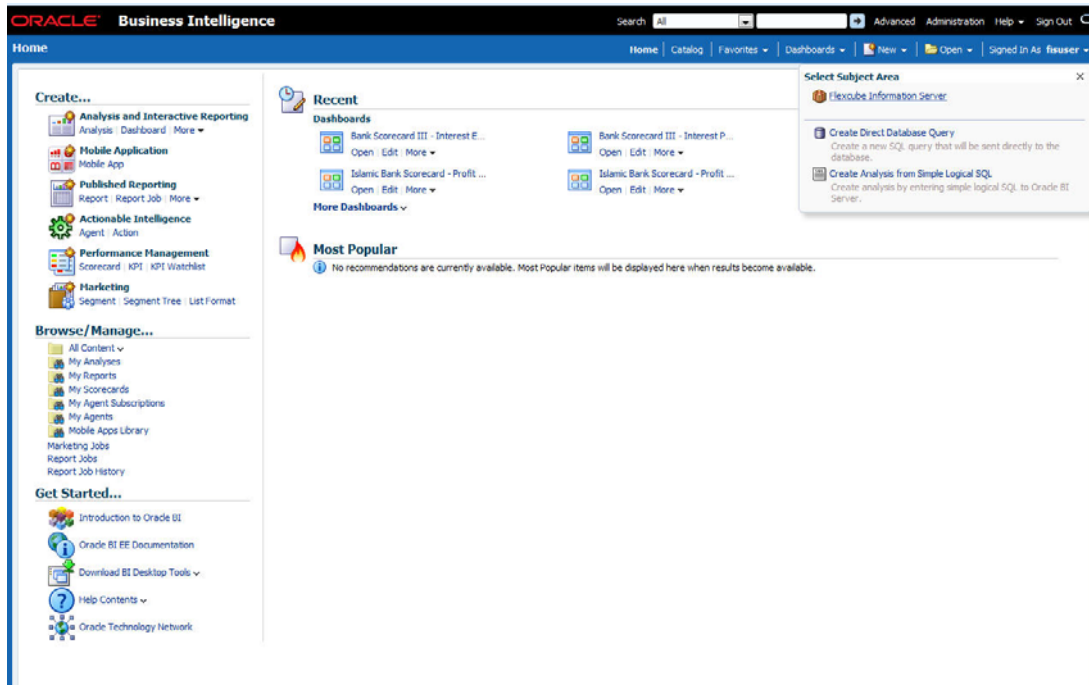 ORACLE Business Intelligence
Search All Advanced Administration Help Sign Out
Home
Home Catalog Favorites Dashboards New Open Signed In As fisuser
Select Subject Area
Flexcube Information Server
Create Direct Database Query
Create a new SQL query that will be sent directly to the
database.
Create Analysis from Simple Logical SQL
Create analysis by entering simple logical SQL to Oracle BI
Server.
Create...
Analysis and Interactive Reporting
Analysis Dashboard More
Mobile Application
Mobile App
Published Reporting
Report Report Job More
Actionable Intelligence
Agent Action
Performance Management
Scorecard KPI KPI Watchlist
Marketing
Segment Segment Tree List Format
Browse/Manage...
All Content
My Analyses
My Reports
My Scorecards
My Agent Subscriptions
My Agents
Mobile Apps Library
Marketing Jobs
Report Jobs
Report Job History
Get Started...
Introduction to Oracle BI
Oracle BI EE Documentation
Download BI Desktop Tools
Help Contents
Oracle Technology Network
Recent
Dashboards
Bank Scorecard III - Interest E...
Open Edit More
Bank Scorecard III - Interest P...
Open Edit More
Islamic Bank Scorecard - Profit ...
Open Edit More
Islamic Bank Scorecard - Profit ...
Open Edit More
More Dashboards
Most Popular
No recommendations are currently available. Most Popular items will be displayed here when results become available.